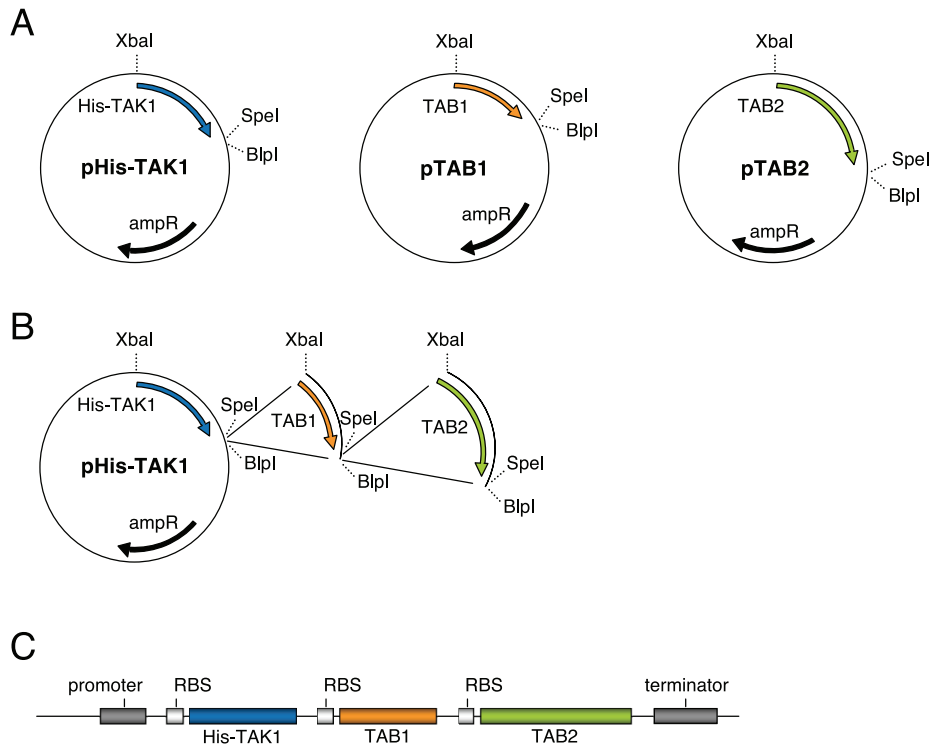 A
XbaI
His-TAK1
SpeI
BlpI
pHis-TAK1
ampR
XbaI
TAB1
SpeI
BlpI
pTAB1
ampR
XbaI
TAB2
SpeI
BlpI
pTAB2
ampR
B
XbaI
His-TAK1
SpeI
BlpI
pHis-TAK1
ampR
XbaI
TAB1
SpeI
BlpI
XbaI
TAB2
SpeI
BlpI
C
promoter
RBS
RBS
RBS
terminator
His-TAK1
TAB1
TAB2